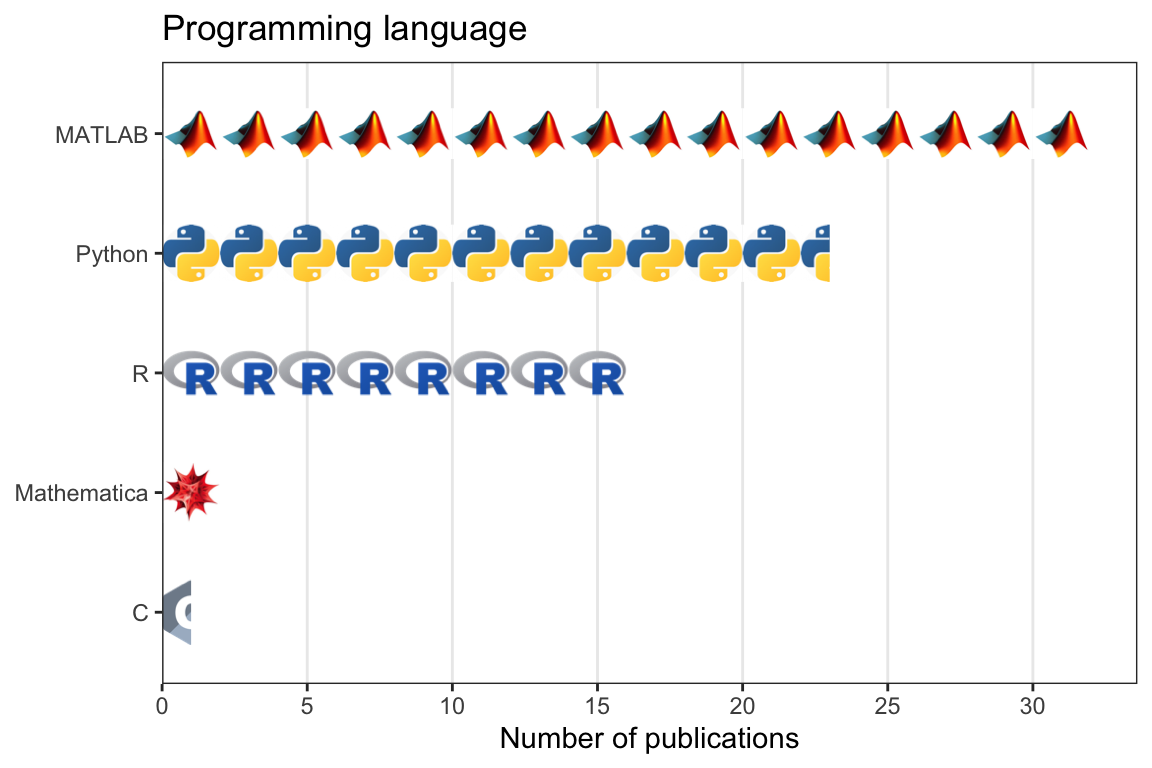 Programming language
MATLAB
Python
R R R R R R R R R
Mathematica
C C
0 5 10 15 20 25 30
Number of publications